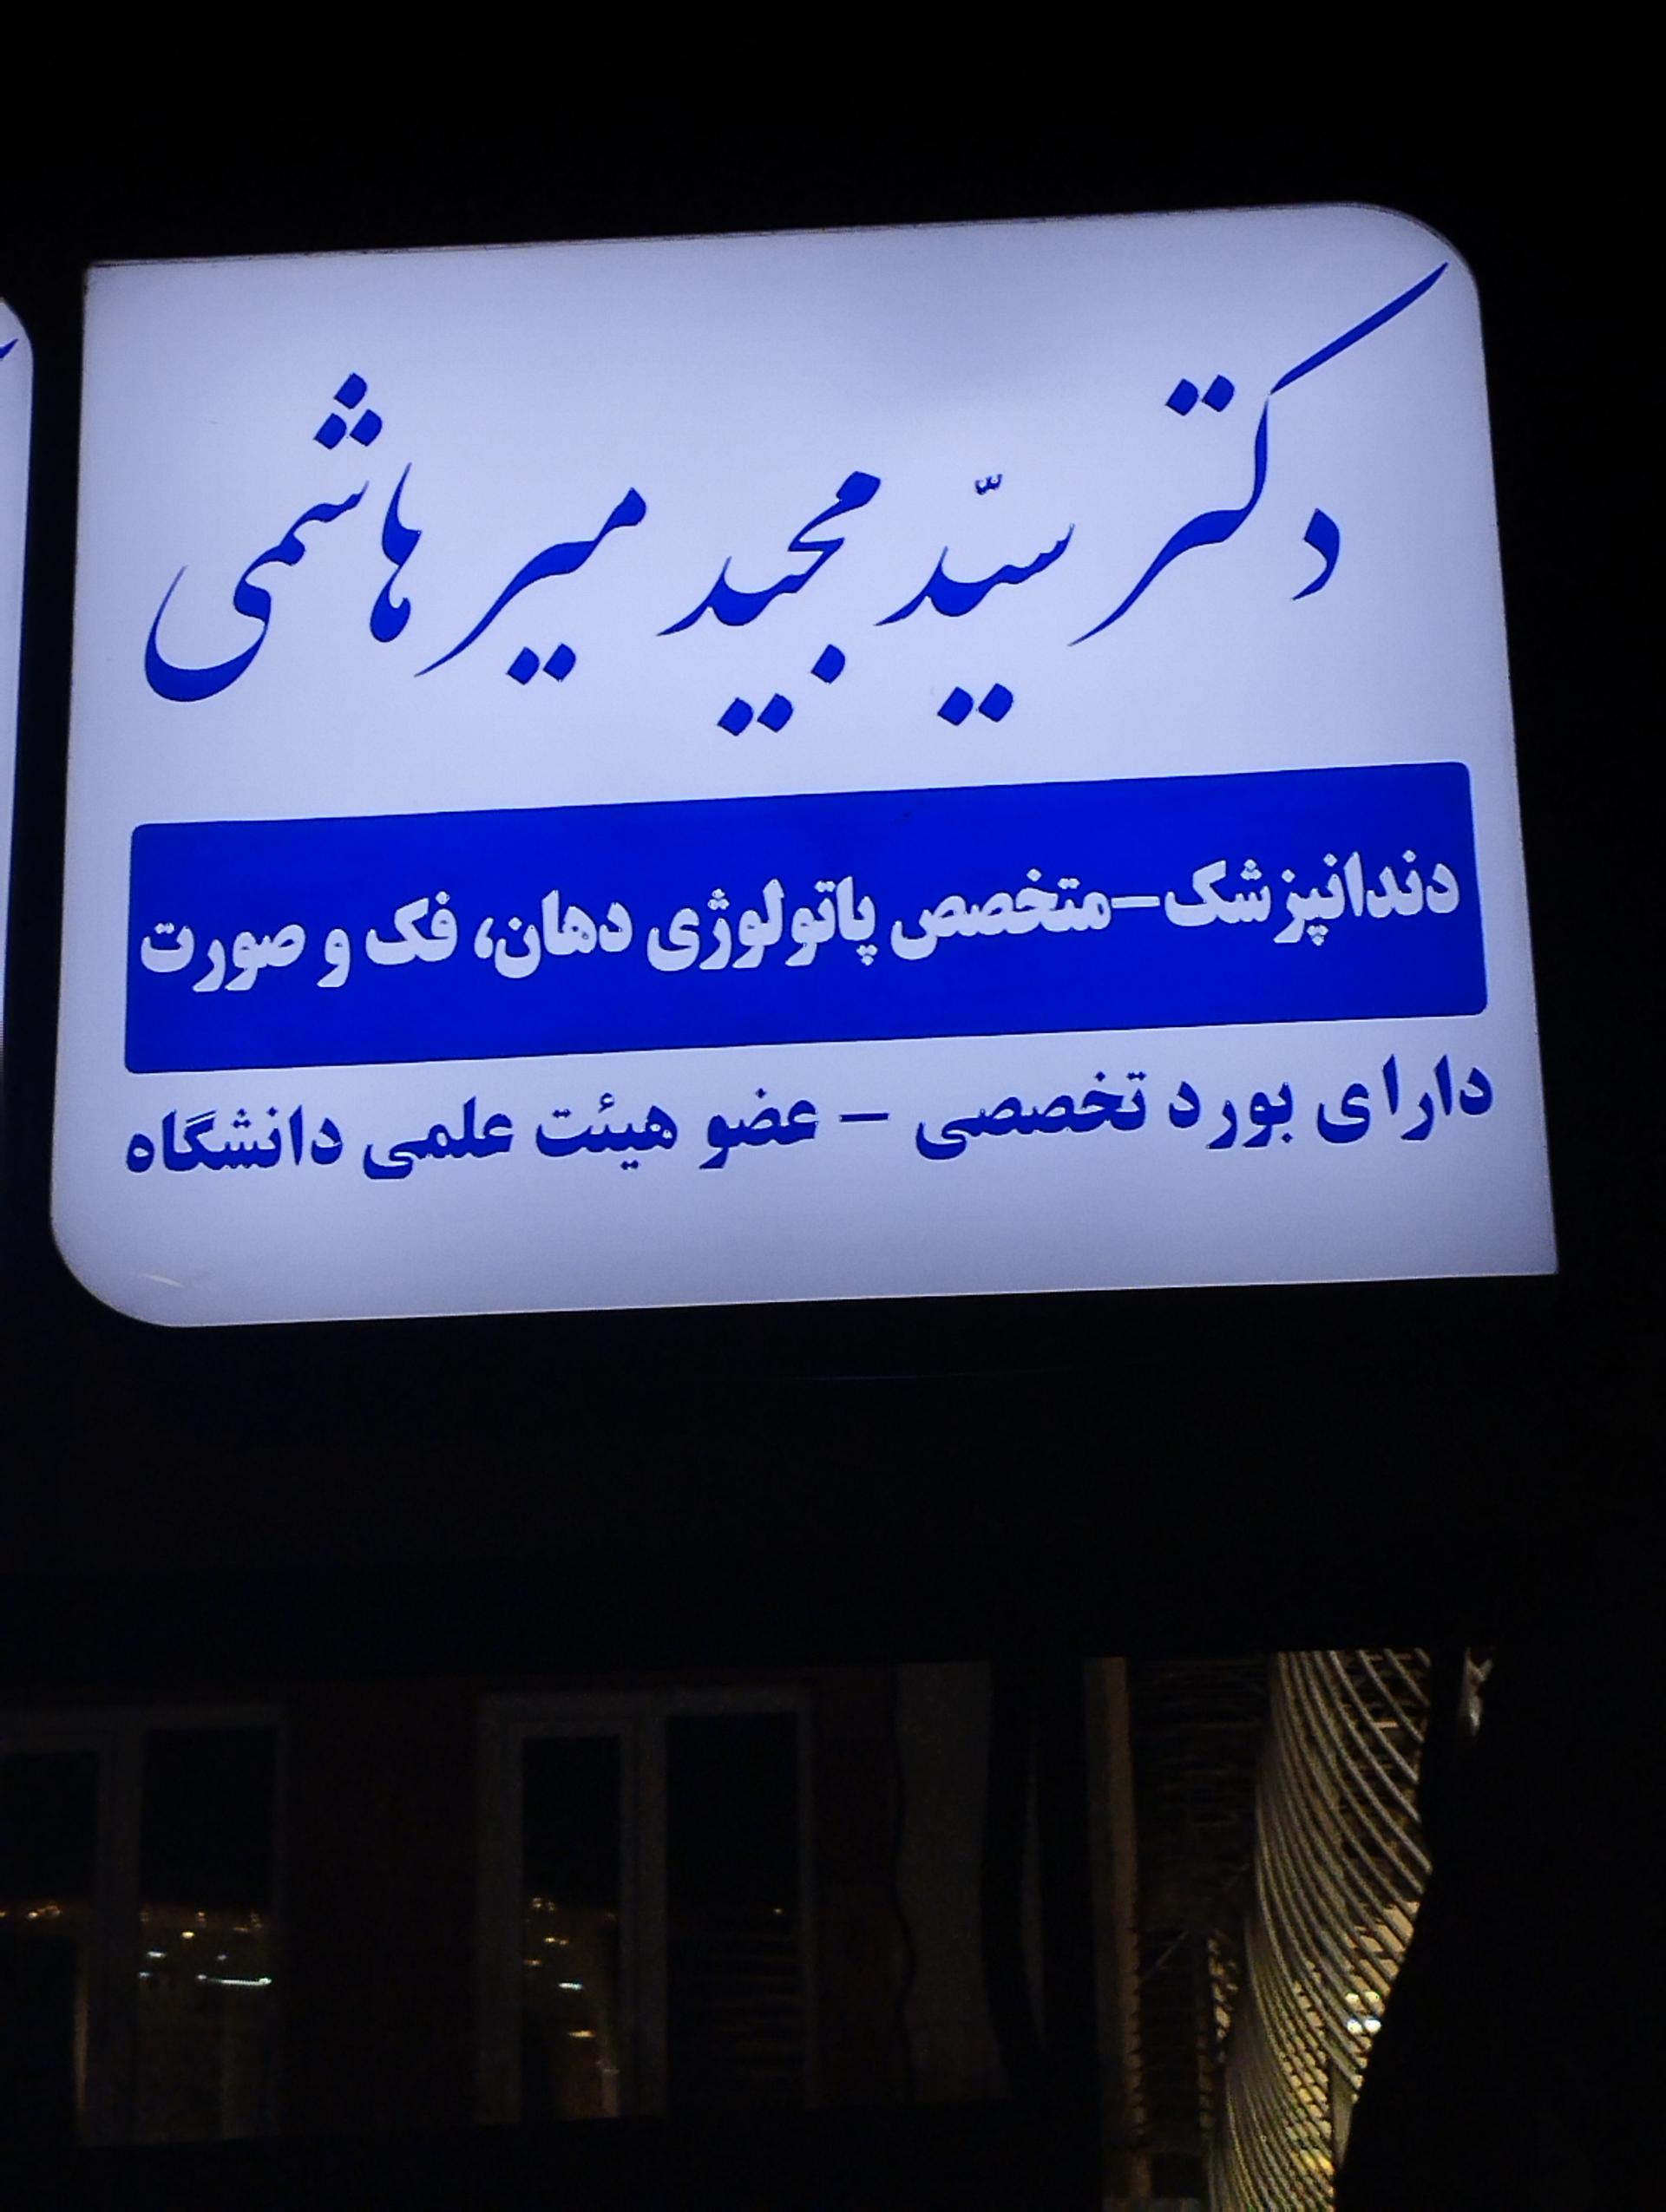 دکتر سیّد مجید میرهاشمی
دندانپزشک-متخصص پاتولوژی دهان، فک و صورت
دارای بورد تخصصی - عضو هیئت علمی دانشگاه